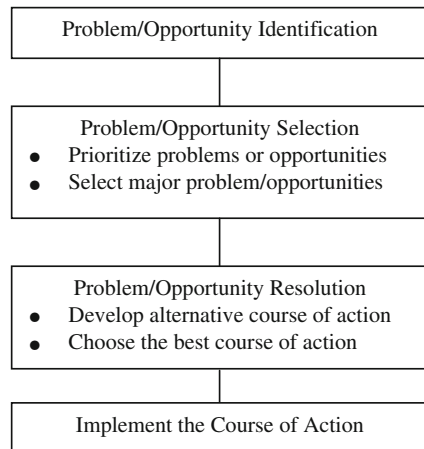 Problem/Opportunity Identification
Problem/Opportunity Selection
● Prioritize problems or opportunities
● Select major problem/opportunities
Problem/Opportunity Resolution
● Develop alternative course of action
● Choose the best course of action
Implement the Course of Action